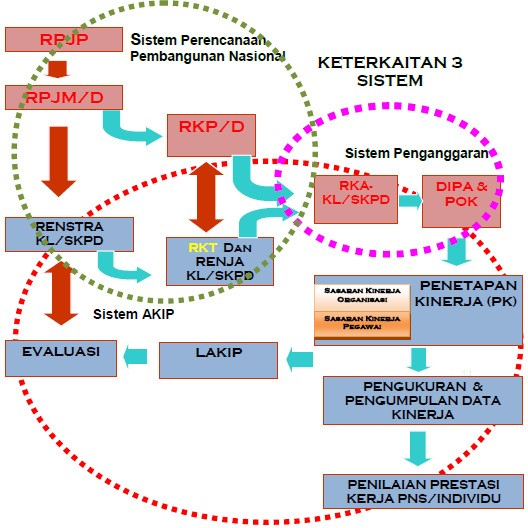 RPJP
Sistem Perencanaan
Pembangunan Nasional
KETERKAITAN 3
SISTEM
RPJM/D
RKP/D
Sistem Penganggaran
RKA-
KL/SKPD
DIPA &
POK
RENSTRA
KL/SKPD
RKT DAN
RENJA
KL/SKPD
Sistem AKIP
SASARAN KINERJA
ORGANISASI
SASARAN KINERJA
PEGAWAI
PENETAPAN
KINERJA (PK)
EVALUASI
LAKIP
PENGUKURAN &
PENGUMPULAN DATA
KINERJA
PENILAIAN PRESTASI
KERJA PNS/INDIVIDU